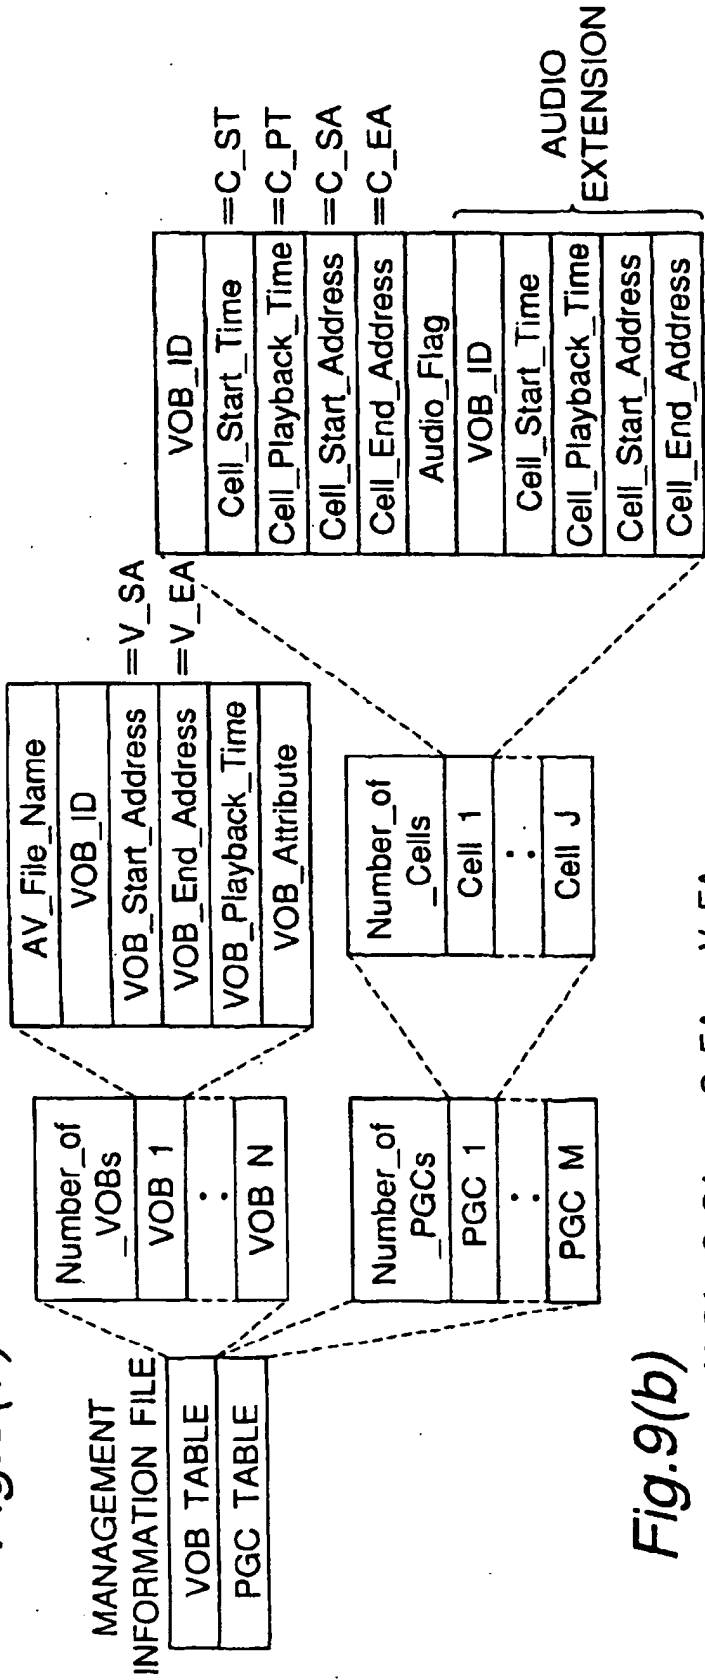 MANAGEMENT
INFORMATION FILE
VOB TABLE
PGC TABLE
Number_of
_VOBs
VOB 1
:
VOB N
AV_File_Name
VOB_ID
VOB_Start_Address
=V_SA
VOB_End_Address
=V_EA
VOB_Playback_Time
VOB_Attribute
Number_of
_PGCs
PGC 1
:
PGC M
Number_of
_Cells
Cell 1
:
Cell J
VOB_ID
Cell_Start_Time
=C_ST
Cell_Playback_Time
=C_PT
Cell_Start_Address
=C_SA
Cell_End_Address
=C_EA
Audio_Flag
VOB_ID
Cell_Start_Time
Cell_Playback_Time
Cell_Start_Address
Cell_End_Address
AUDIO
EXTENSION
Fig.9(b)